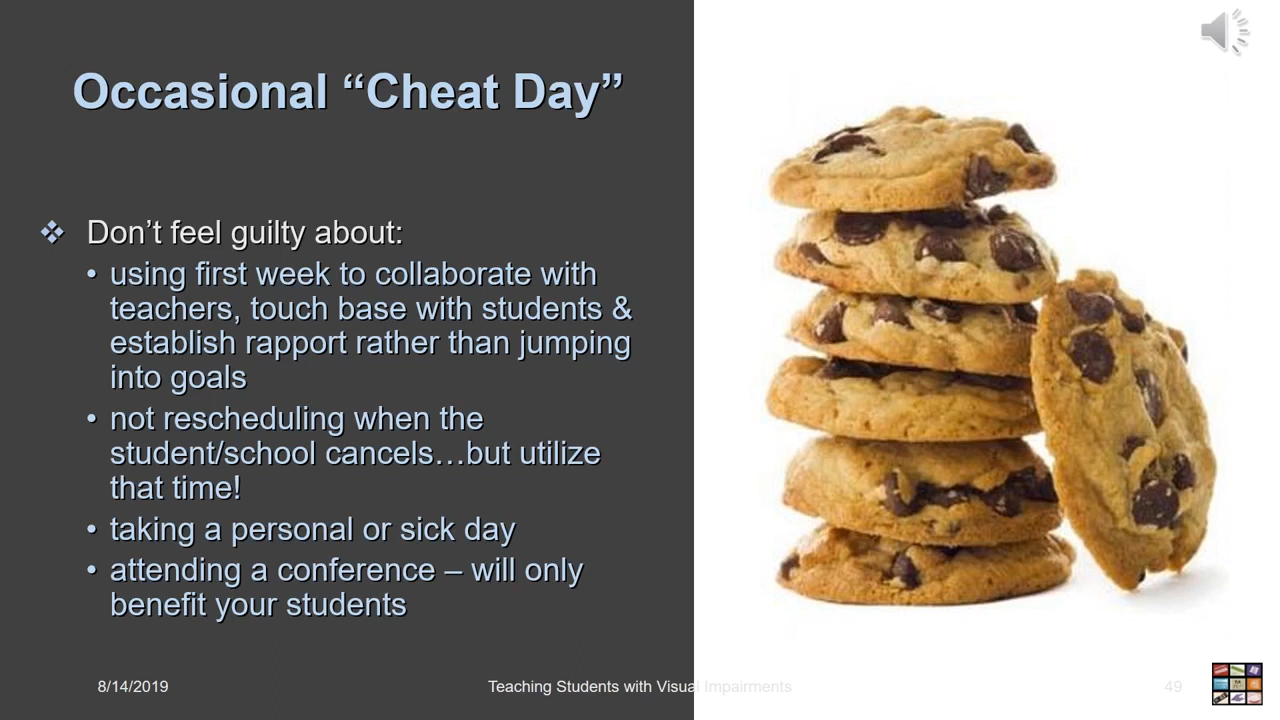 Occasional “Cheat Day”
❖ Don’t feel guilty about:
• using first week to collaborate with
teachers, touch base with students &
establish rapport rather than jumping
into goals
• not rescheduling when the
student/school cancels…but utilize
that time!
• taking a personal or sick day
• attending a conference – will only
benefit your students
8/14/2019
Teaching Students with Visual Impairments
49